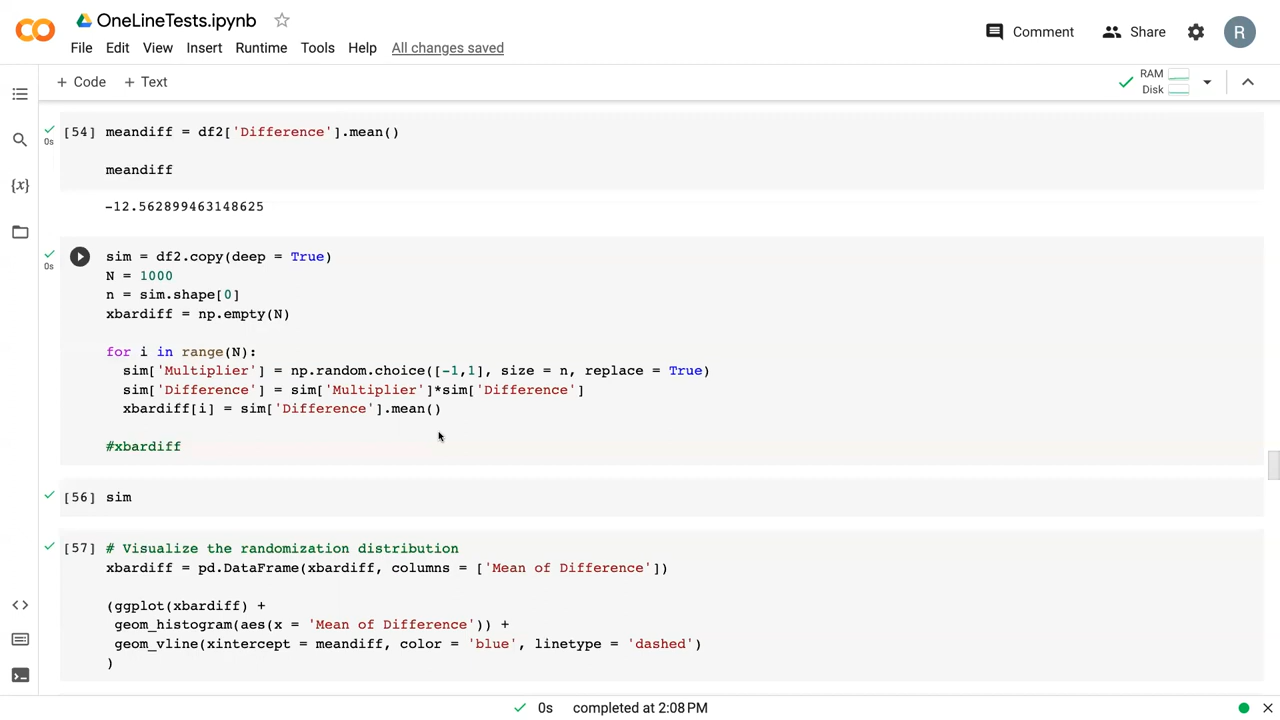 OneLineTests.ipynb
File Edit View Insert Runtime Tools Help All changes saved
Comment
Share
R
+ Code + Text
RAM
Disk
[54] meandiff = df2['Difference'].mean()
0s
meandiff
-12.562899463148625
sim = df2.copy(deep = True)
0s
N = 1000
n = sim.shape[0]
xbardiff = np.empty(N)
for i in range(N):
sim['Multiplier'] = np.random.choice([-1,1], size = n, replace = True)
sim['Difference'] = sim['Multiplier']*sim['Difference']
xbardiff[i] = sim['Difference'].mean()
#xbardiff
[56] sim
[57] # Visualize the randomization distribution
xbardiff = pd.DataFrame(xbardiff, columns = ['Mean of Difference'])
(ggplot(xbardiff) +
geom_histogram(aes(x = 'Mean of Difference')) +
geom_vline(xintercept = meandiff, color = 'blue', linetype = 'dashed')
)
0s completed at 2:08 PM